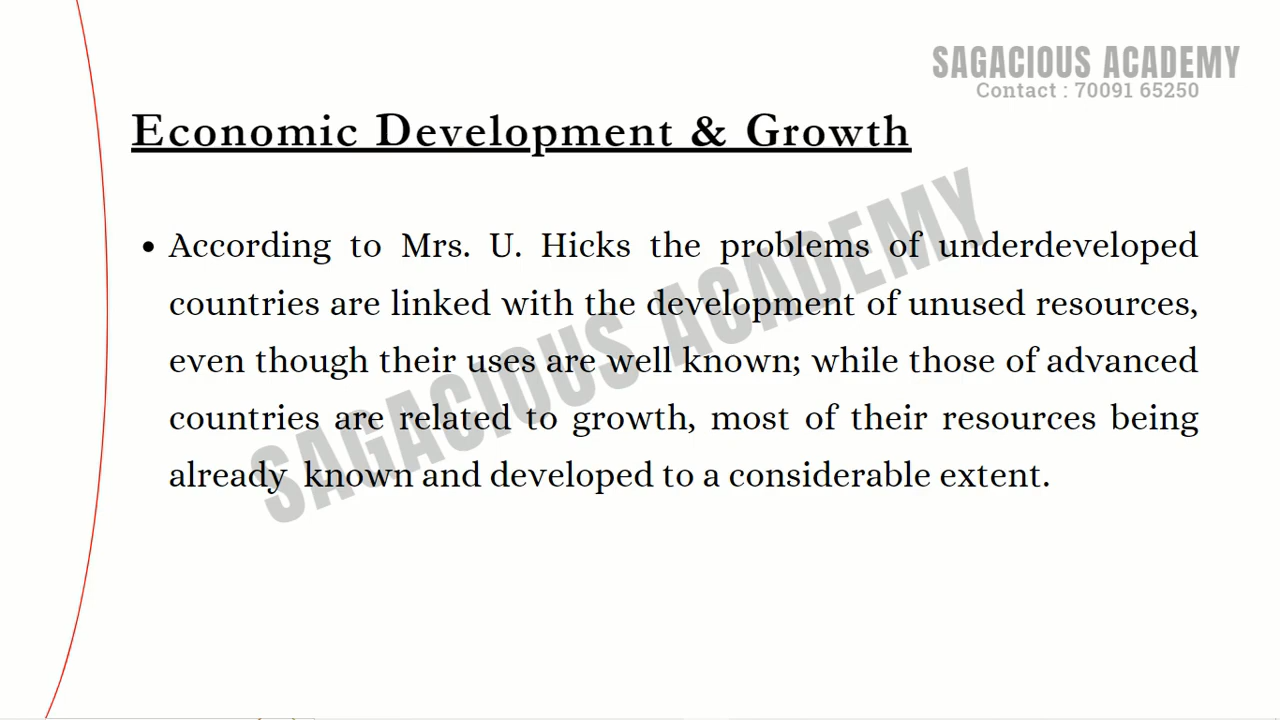 SAGACIOUS ACADEMY
Contact : 70091 65250
Economic Development & Growth
• According to Mrs. U. Hicks the problems of underdeveloped
countries are linked with the development of unused resources,
even though their uses are well known; while those of advanced
countries are related to growth, most of their resources being
already known and developed to a considerable extent.
SAGACIOUS ACADEMY